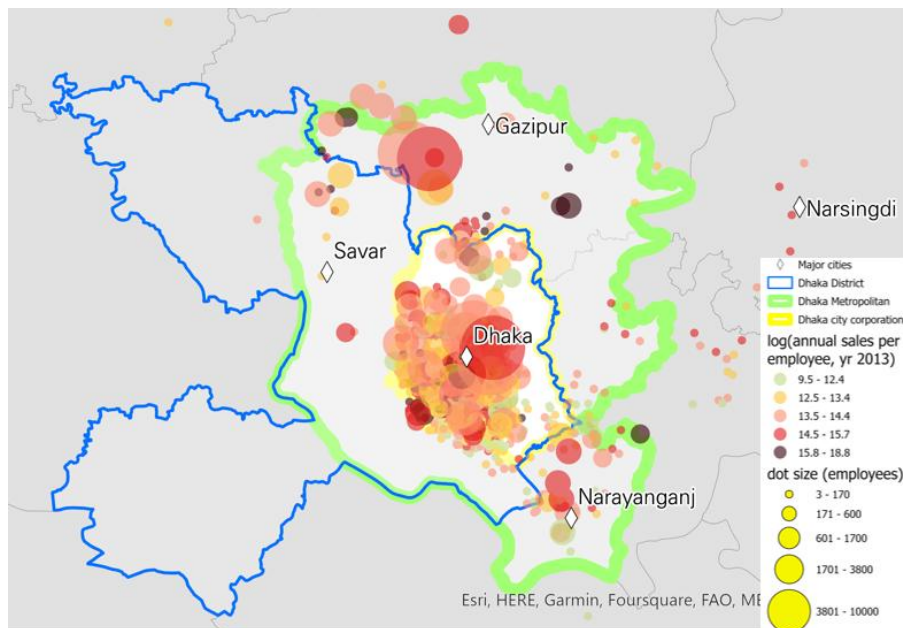 Gazipur
Narsingdi
Savar
Dhaka
Narayanganj
Major cities
Dhaka District
Dhaka Metropolitan
Dhaka city corporation
log(annual sales per
employee, yr 2013)
9.5 - 12.4
12.5 - 13.4
13.5 - 14.4
14.5 - 15.7
15.8 - 18.8
dot size (employees)
3 - 170
171 - 600
601 - 1700
1701 - 3800
3801 - 10000
Esri, HERE, Garmin, Foursquare, FAO, ME